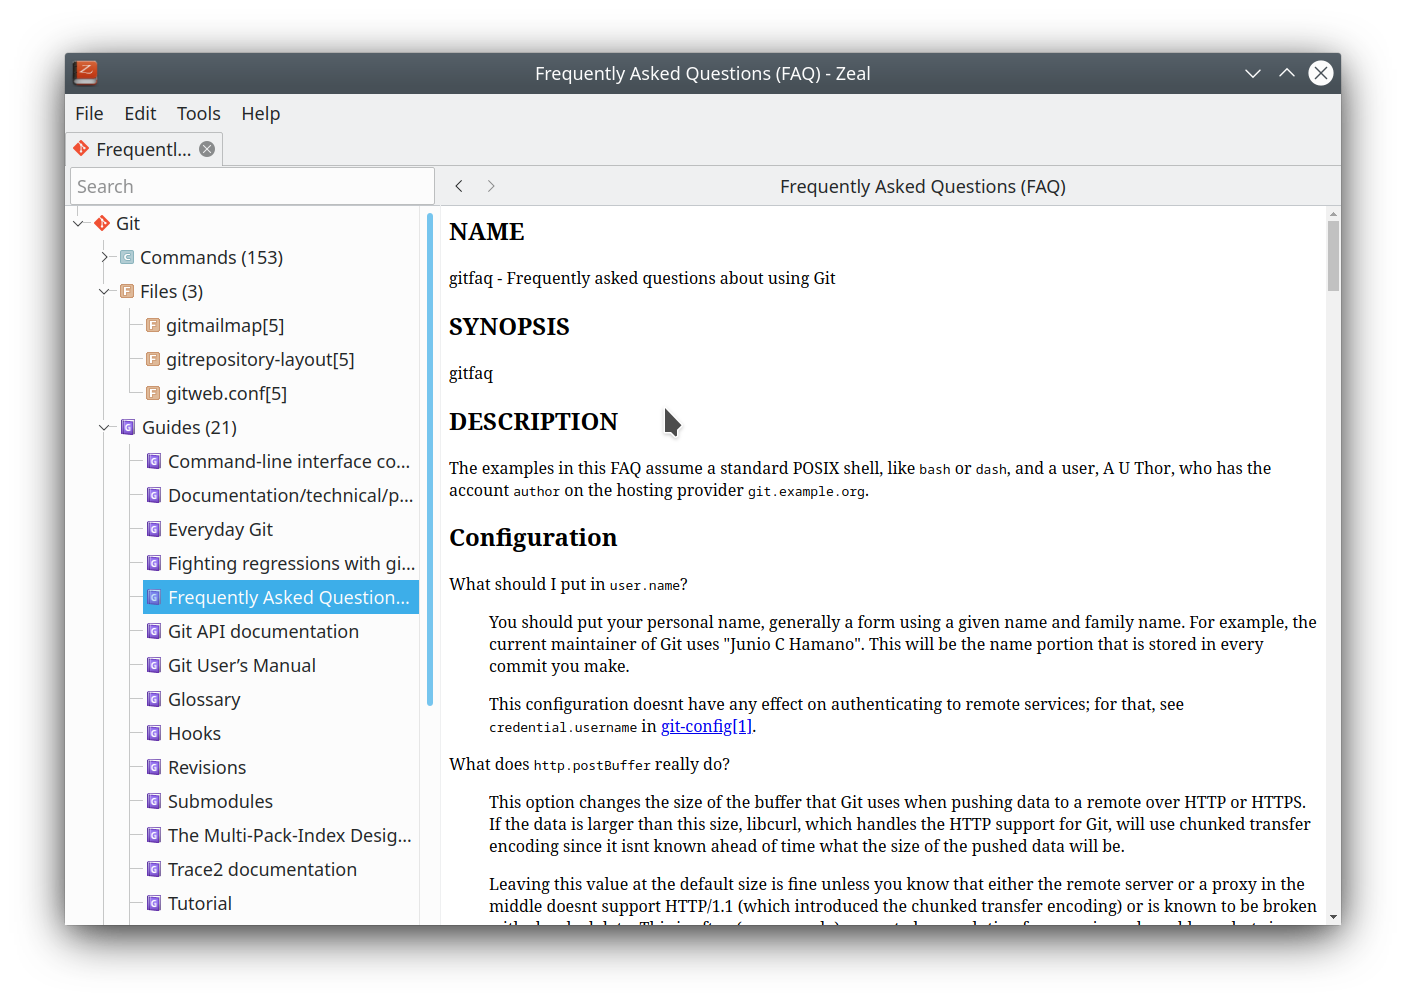 Frequently Asked Questions (FAQ) - Zeal
File Edit Tools Help
Frequentl...
Search
Frequently Asked Questions (FAQ)
Git
Commands (153)
Files (3)
gitmailmap[5]
gitrepository-layout[5]
gitweb.conf[5]
Guides (21)
Command-line interface co...
Documentation/technical/p...
Everyday Git
Fighting regressions with gi...
Frequently Asked Question...
Git API documentation
Git User’s Manual
Glossary
Hooks
Revisions
Submodules
The Multi-Pack-Index Desig...
Trace2 documentation
Tutorial
NAME
gitfaq - Frequently asked questions about using Git
SYNOPSIS
gitfaq
DESCRIPTION
The examples in this FAQ assume a standard POSIX shell, like bash or dash, and a user, A U Thor, who has the
account author on the hosting provider git.example.org.
Configuration
What should I put in user.name?
You should put your personal name, generally a form using a given name and family name. For example, the
current maintainer of Git uses "Junio C Hamano". This will be the name portion that is stored in every
commit you make.
This configuration doesnt have any effect on authenticating to remote services; for that, see
credential.username in git-config[1].
What does http.postBuffer really do?
This option changes the size of the buffer that Git uses when pushing data to a remote over HTTP or HTTPS.
If the data is larger than this size, libcurl, which handles the HTTP support for Git, will use chunked transfer
encoding since it isnt known ahead of time what the size of the pushed data will be.
Leaving this value at the default size is fine unless you know that either the remote server or a proxy in the
middle doesnt support HTTP/1.1 (which introduced the chunked transfer encoding) or is known to be broken